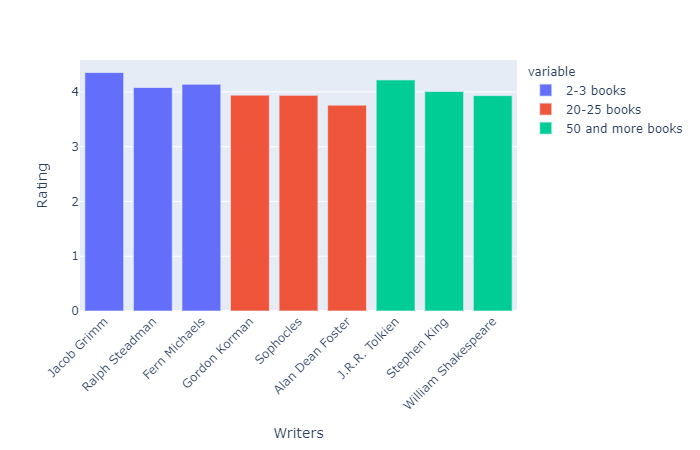 variable
2-3 books
20-25 books
50 and more books
Rating
4
3
2
1
0
Jacob Grimm
Ralph Steadman
Fern Michaels
Gordon Korman
Sophocles
Alan Dean Foster
J.R.R. Tolkien
Stephen King
William Shakespeare
Writers